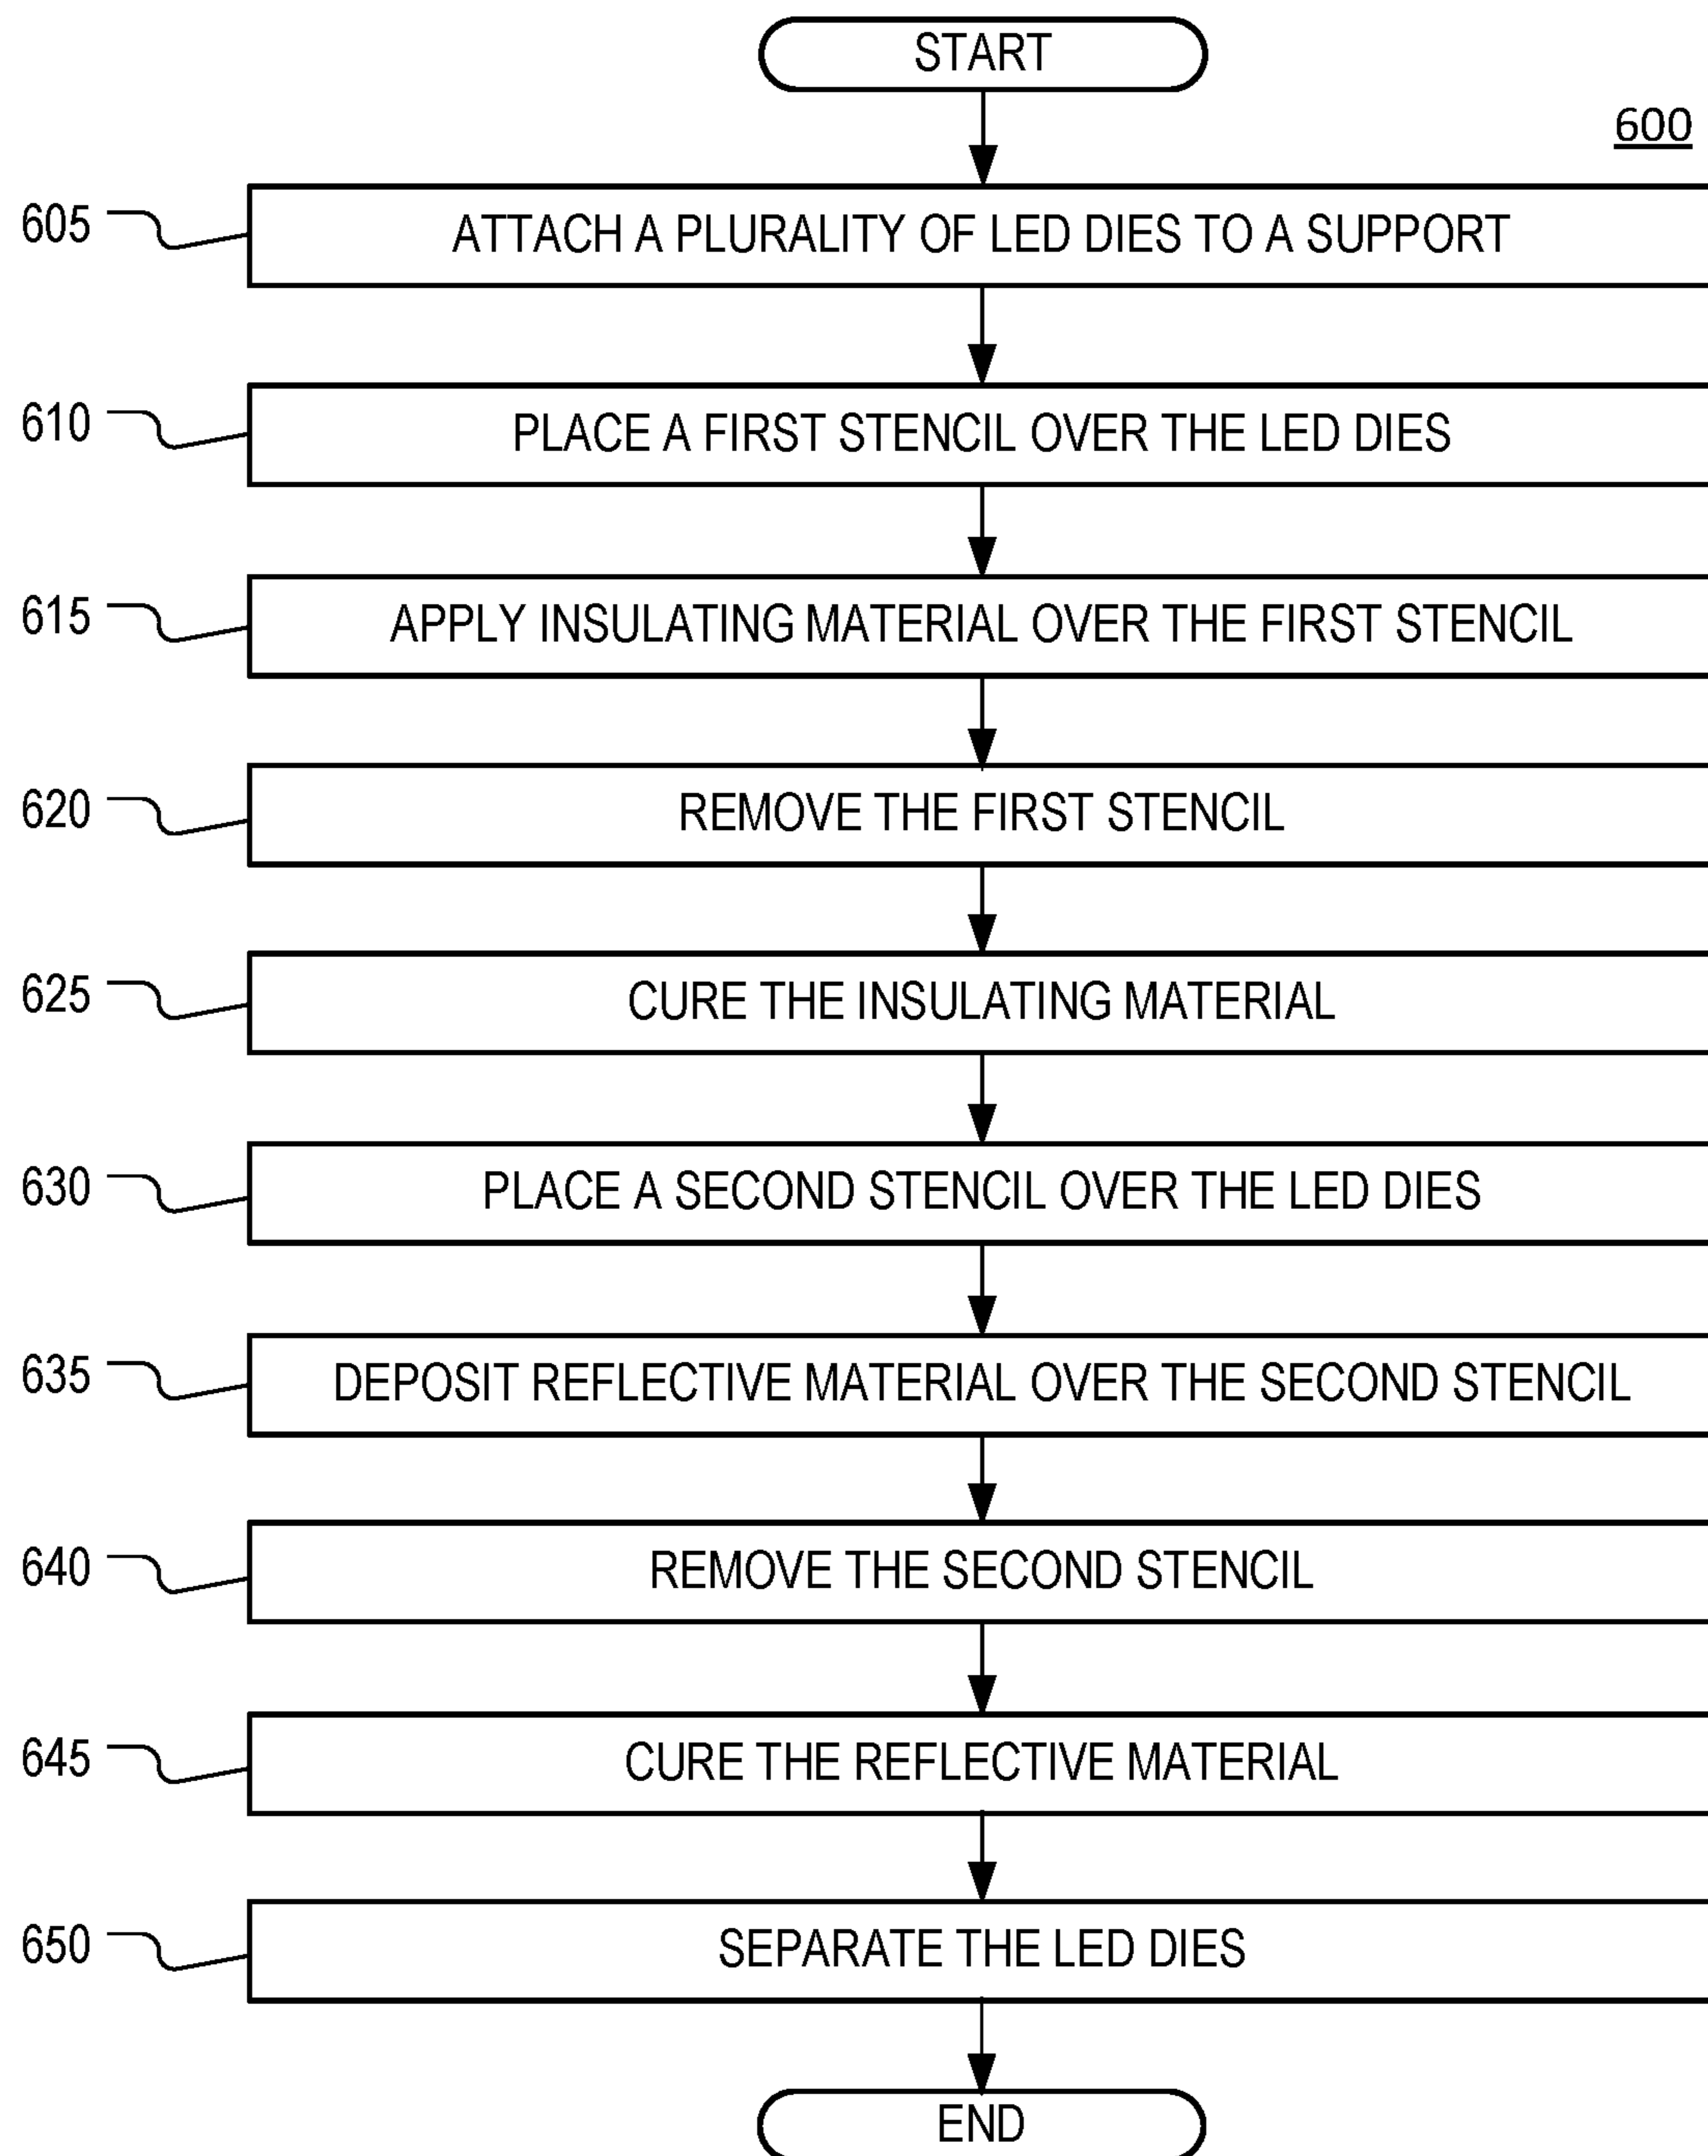 START
600
605 ATTACH A PLURALITY OF LED DIES TO A SUPPORT
610 PLACE A FIRST STENCIL OVER THE LED DIES
615 APPLY INSULATING MATERIAL OVER THE FIRST STENCIL
620 REMOVE THE FIRST STENCIL
625 CURE THE INSULATING MATERIAL
630 PLACE A SECOND STENCIL OVER THE LED DIES
635 DEPOSIT REFLECTIVE MATERIAL OVER THE SECOND STENCIL
640 REMOVE THE SECOND STENCIL
645 CURE THE REFLECTIVE MATERIAL
650 SEPARATE THE LED DIES
END